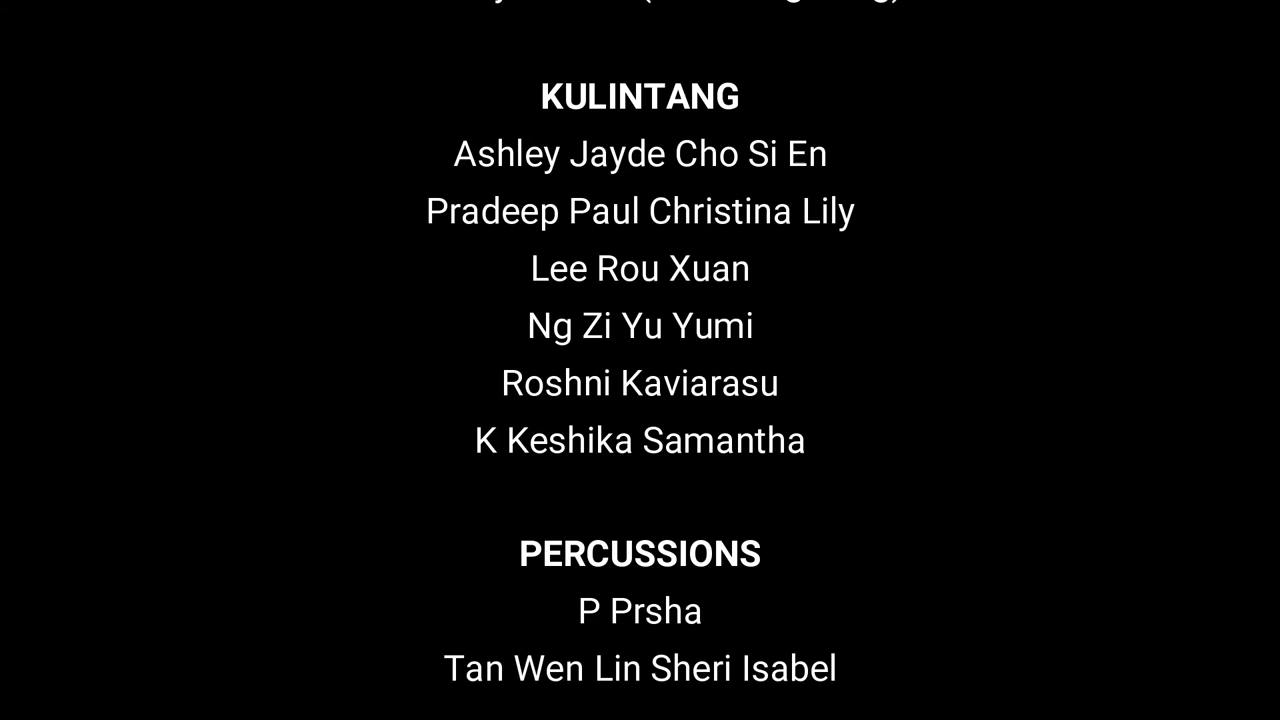 KULINTANG
Ashley Jayde Cho Si En
Pradeep Paul Christina Lily
Lee Rou Xuan
Ng Zi Yu Yumi
Roshni Kaviarasu
K Keshika Samantha
PERCUSSIONS
P Prsha
Tan Wen Lin Sheri Isabel